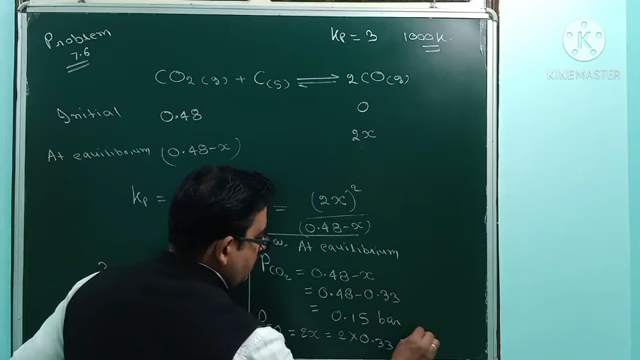 Problem 7.6 Kp = 3 1000K
CO2(g) + C(s) ⇌ 2CO(g)
Initial 0.48 0
At equilibrium (0.48-x) 2x
Kp = = (2x)² / (0.48-x)
At equilibrium
PCO2 = 0.48-x
= 0.48-0.33
= 0.15 bar
= 2x = 2×0.33
KINEMASTER